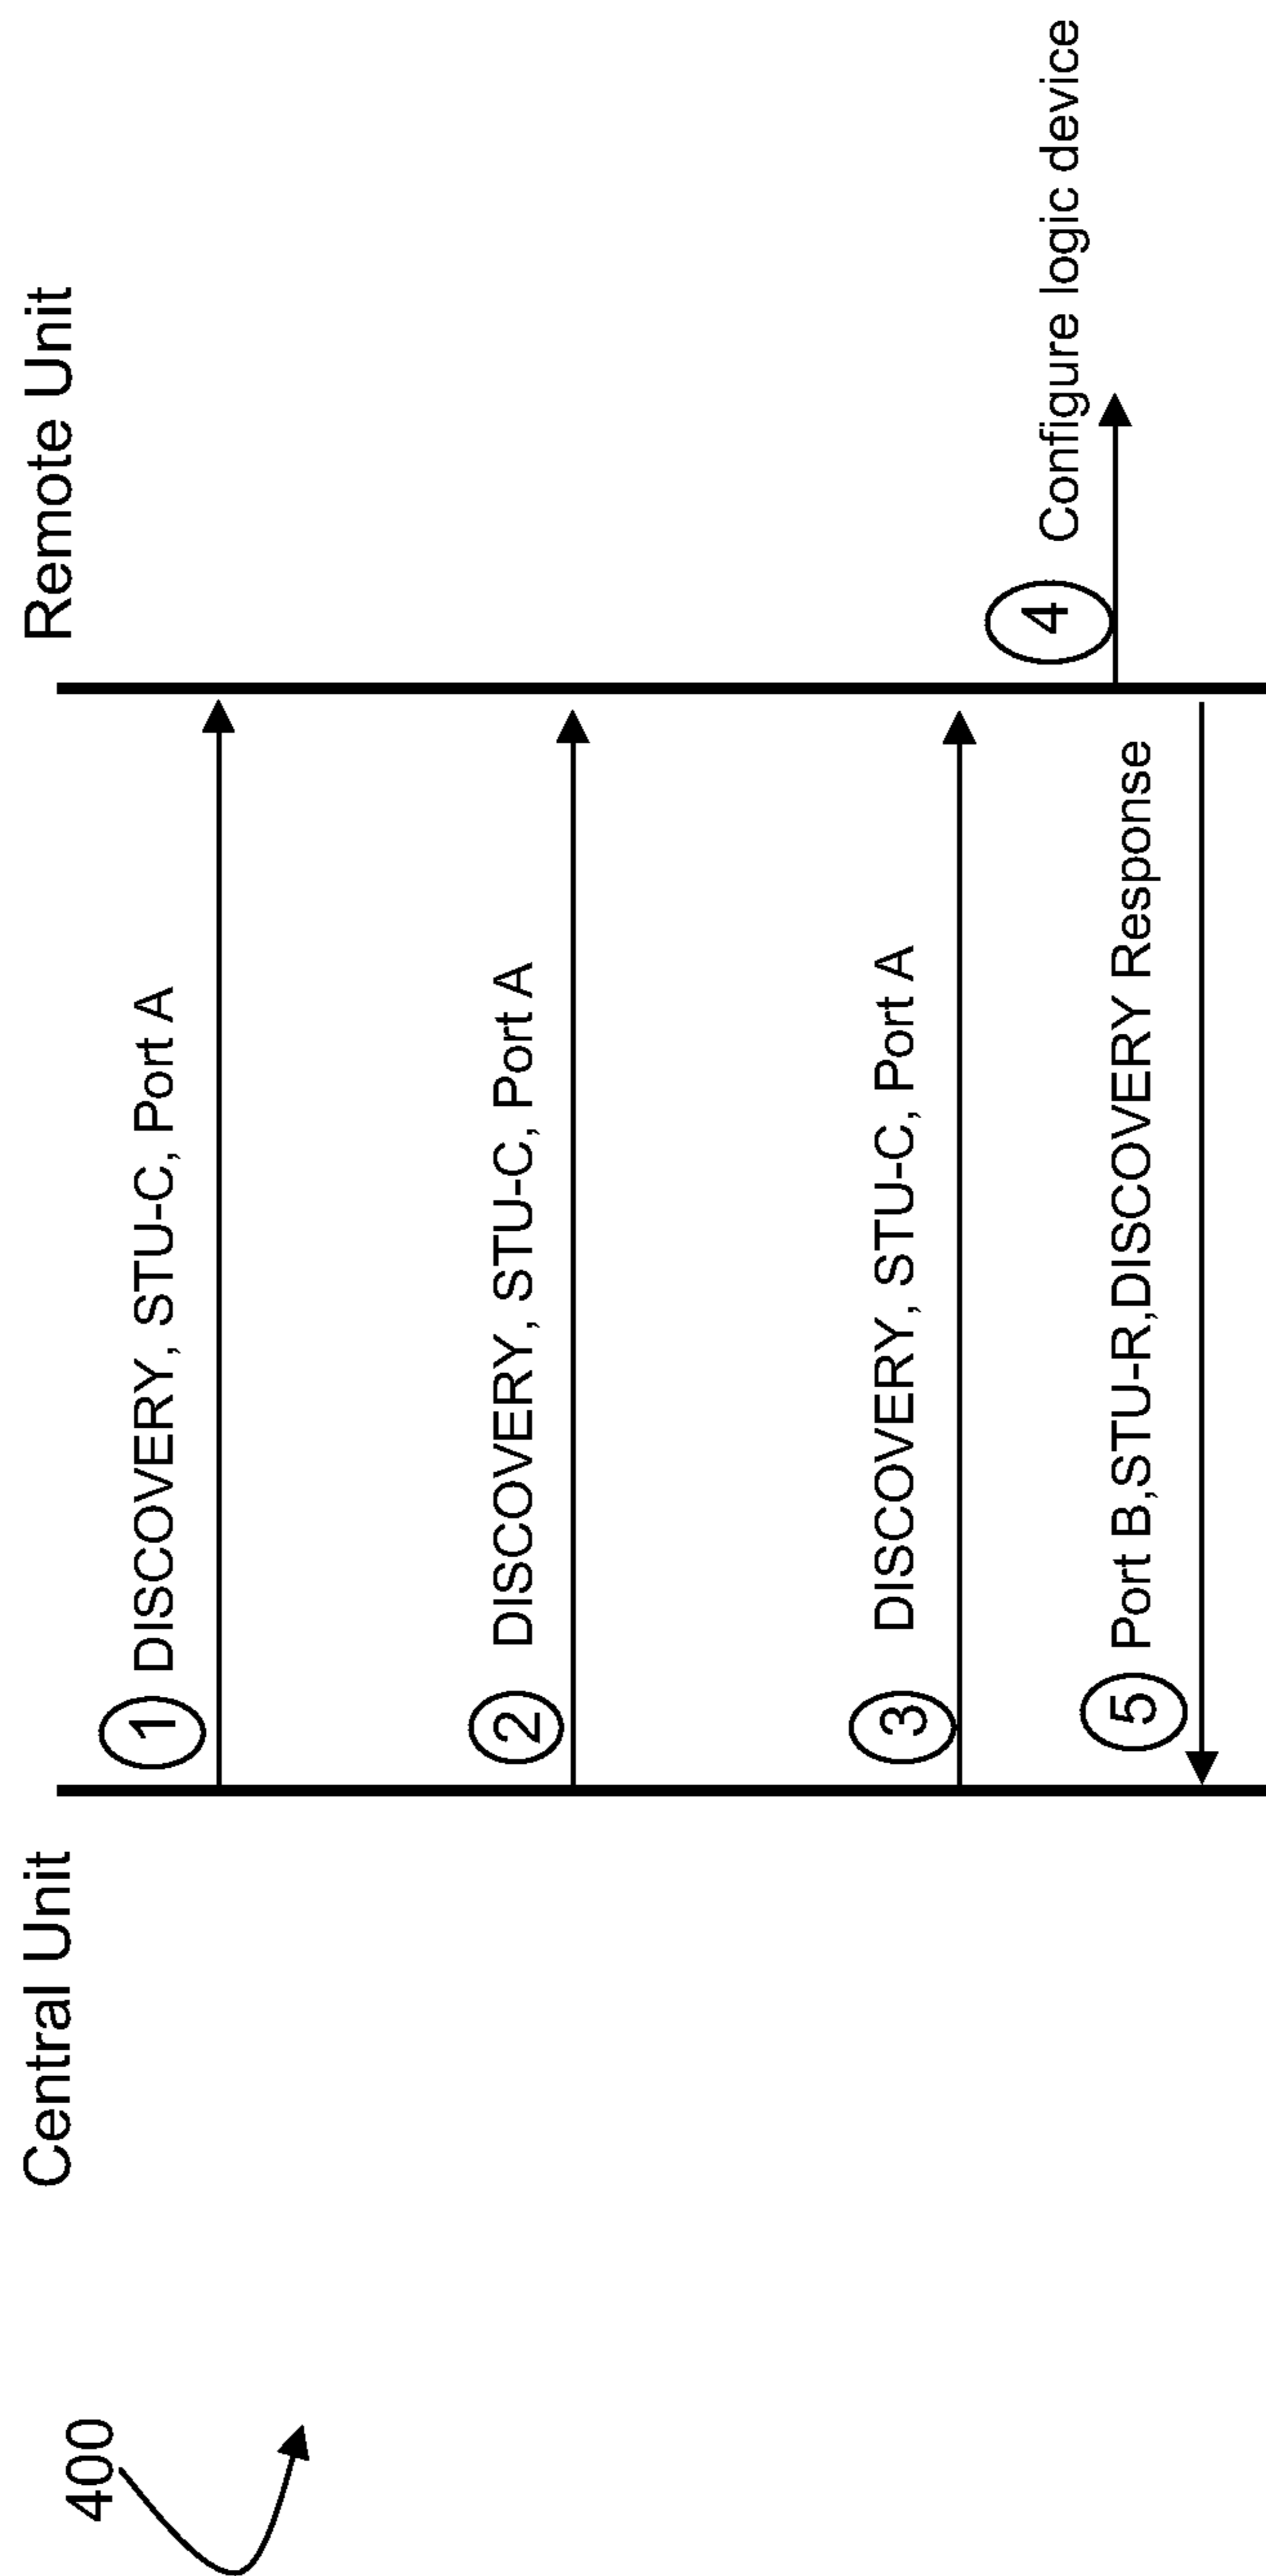 400
Central Unit
Remote Unit
1 DISCOVERY, STU-C, Port A
2 DISCOVERY, STU-C, Port A
3 DISCOVERY, STU-C, Port A
4 Configure logic device
5 Port B,STU-R,DISCOVERY Response